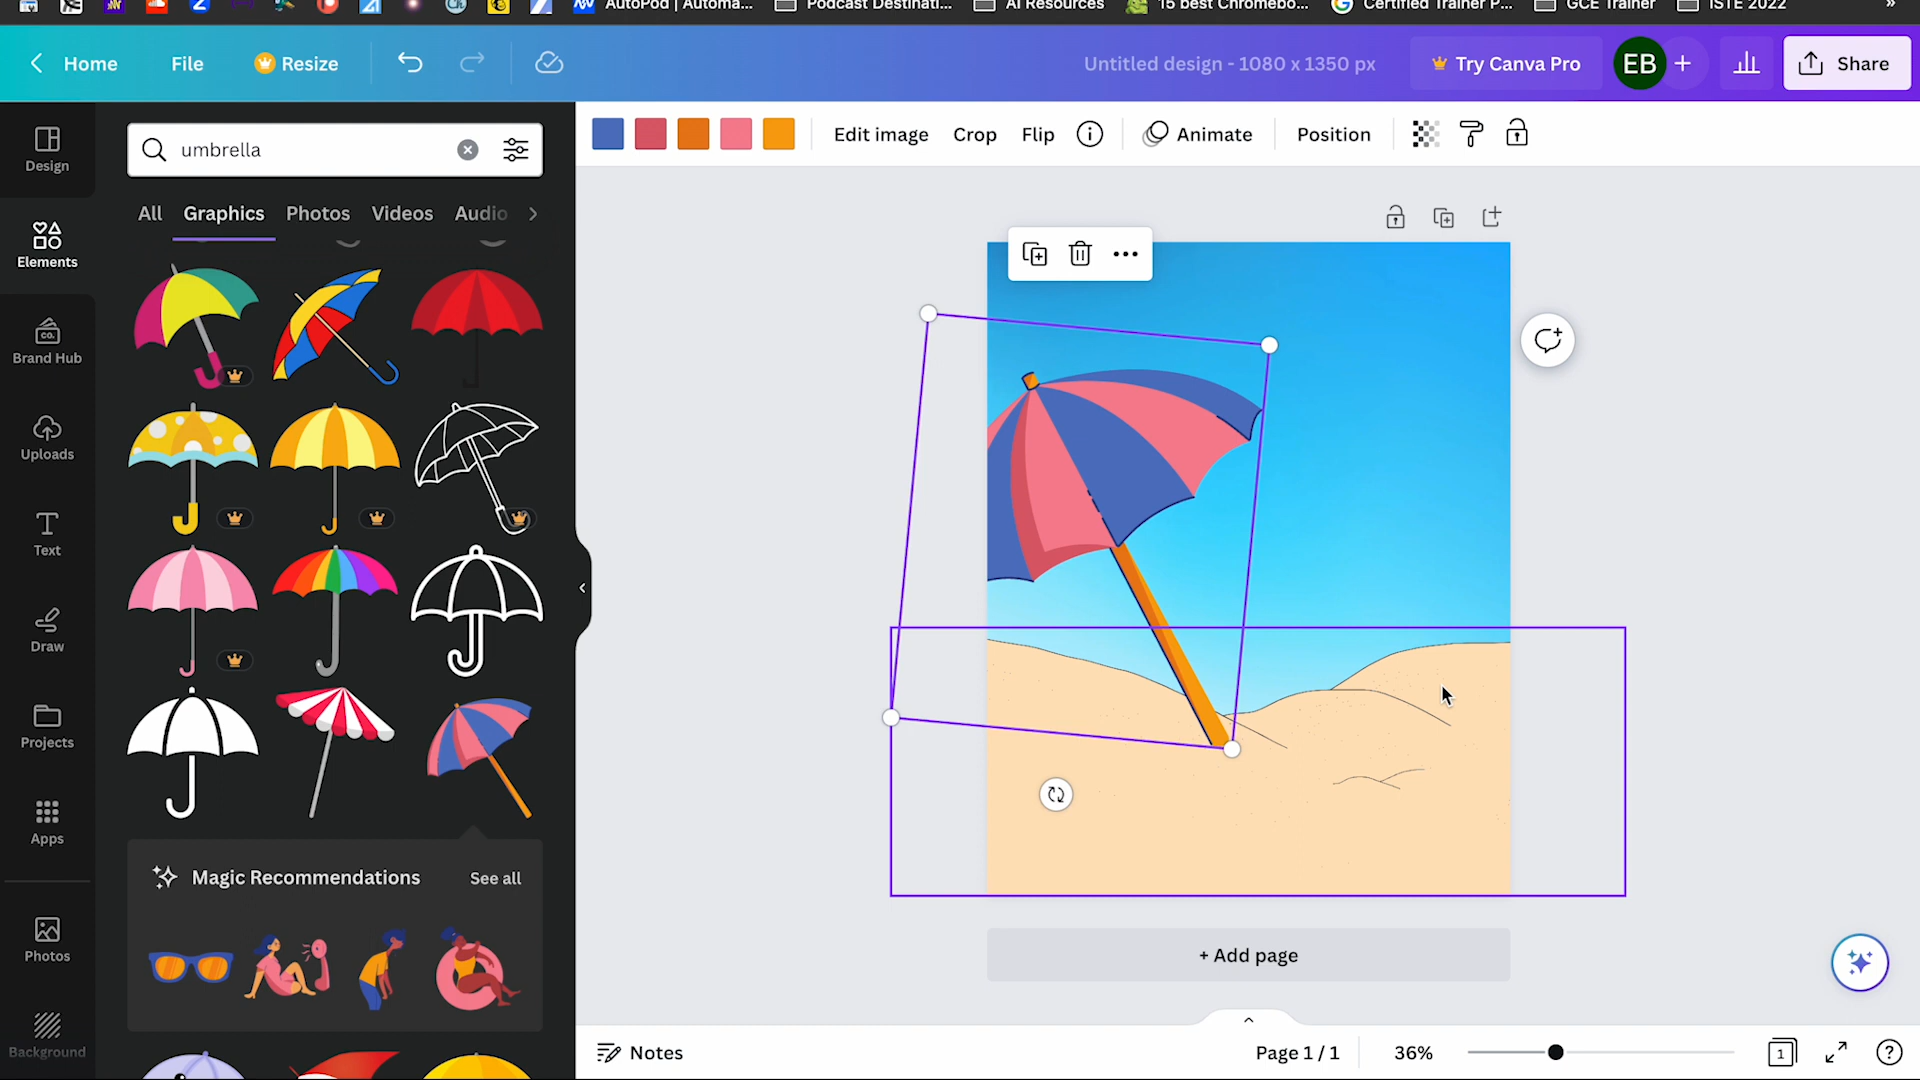 AutoPod | Automa...
Podcast Destinati...
AI Resources
15 best Chromebo...
Certified Trainer P...
GCE Trainer
ISTE 2022
»
Home
File
Resize
Untitled design - 1080 x 1350 px
Try Canva Pro
EB
+
Share
Design
Elements
Brand Hub
Uploads
Text
Draw
Projects
Apps
Photos
Background
umbrella
All
Graphics
Photos
Videos
Audio
Edit image
Crop
Flip
Animate
Position
Magic Recommendations
See all
+ Add page
Notes
Page 1 / 1
36%
1
?